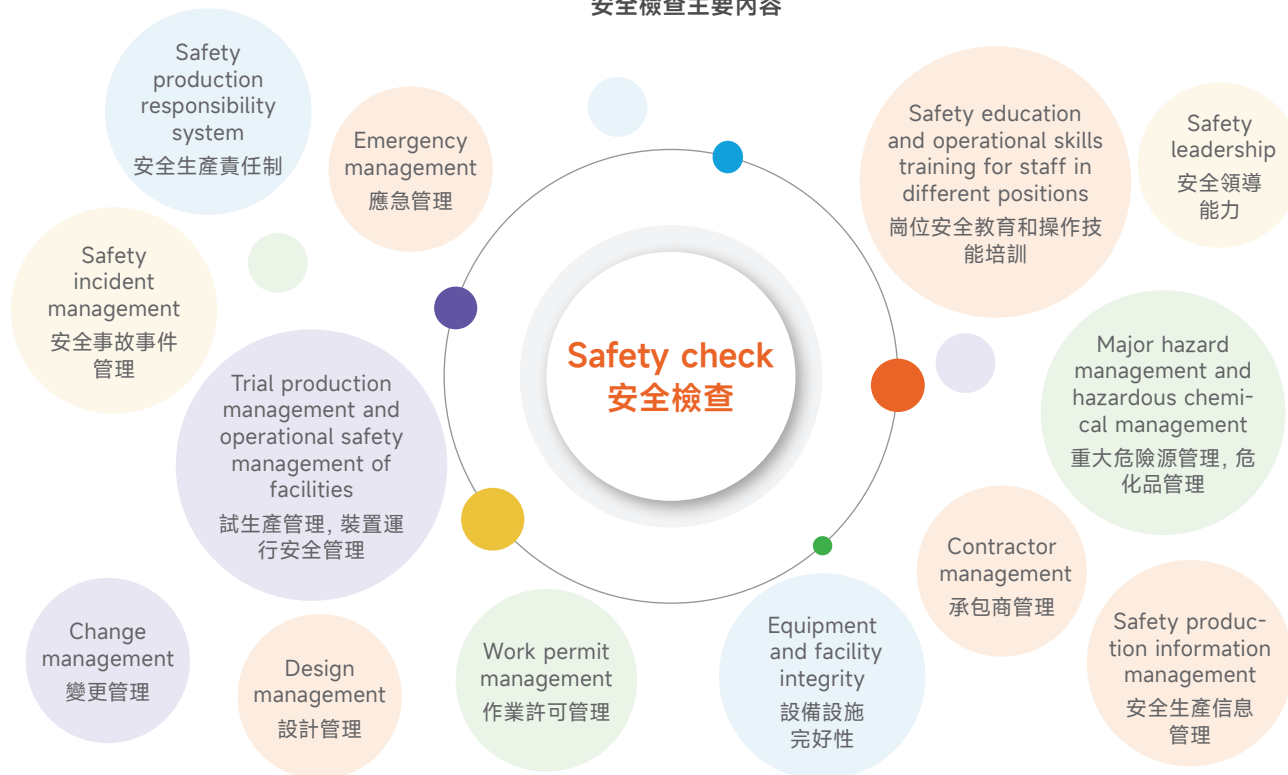 安全檢查主要內容
Safety
production
responsibility
system
安全生產責任制
Emergency
management
應急管理
Safety education
and operational skills
training for staff in
different positions
崗位安全教育和操作技
能培訓
Safety
leadership
安全領導
能力
Safety
incident
management
安全事故事件
管理
Safety check
安全檢查
Trial production
management and
operational safety
management of
facilities
試生產管理, 裝置運
行安全管理
Major hazard
management and
hazardous chemi-
cal management
重大危險源管理, 危
化品管理
Contractor
management
承包商管理
Change
management
變更管理
Design
management
設計管理
Work permit
management
作業許可管理
Equipment
and facility
integrity
設備設施
完好性
Safety produc-
tion information
management
安全生產信息
管理